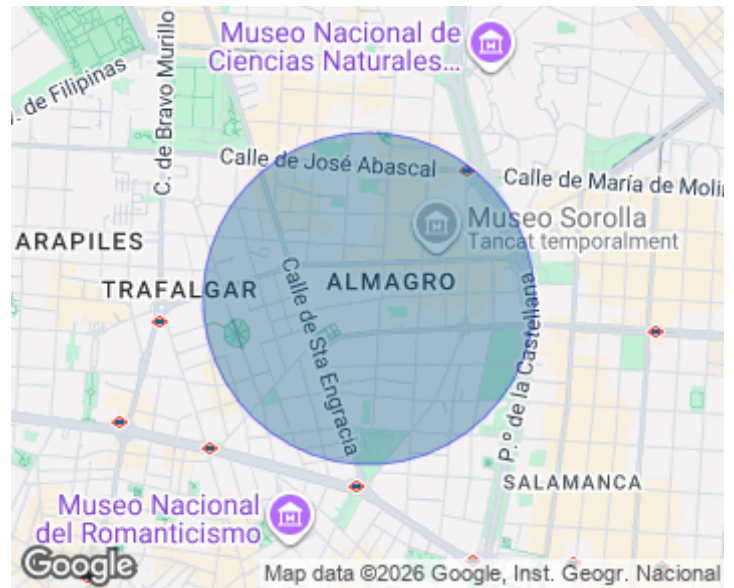 Museo Nacional de
Ciencias Naturales...
. de Filipinas
C. de Bravo Murillo
Calle de José Abascal
Calle de María de Moli
Museo Sorolla
Tancat temporalment
ARAPILES
TRAFALGAR
ALMAGRO
Calle de Sta Engracia
P.º de la Castellana
SALAMANCA
Museo Nacional
del Romanticismo
Google
Map data ©2026 Google, Inst. Geogr. Nacional